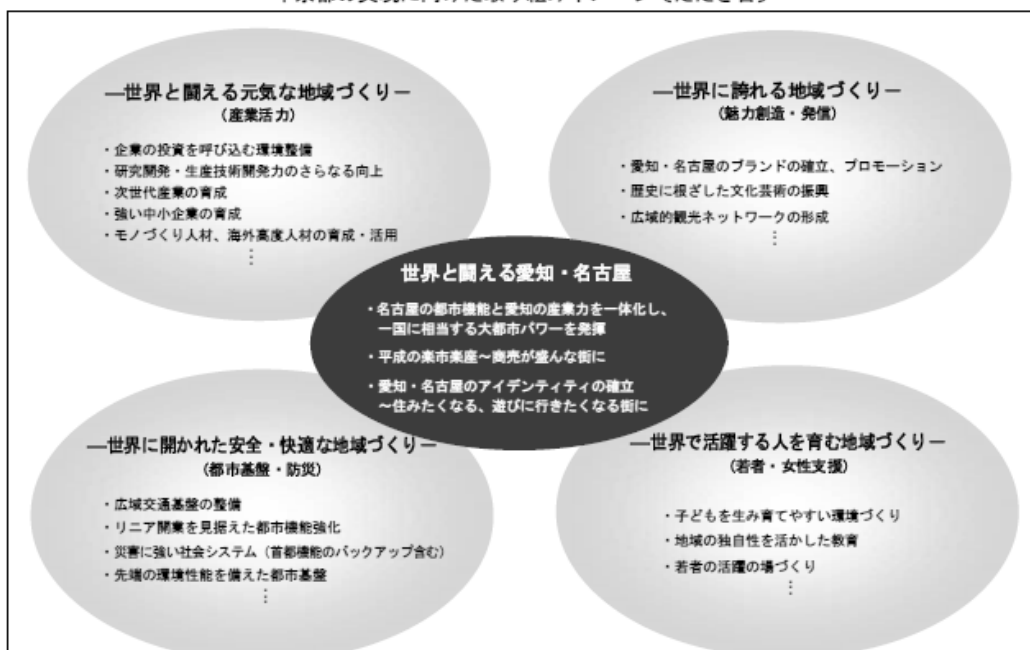 ―世界と闘える元気な地域づくり－
（産業活力）
・企業の投資を呼び込む環境整備
・研究開発・生産技術開発力のさらなる向上
・次世代産業の育成
・強い中小企業の育成
・モノづくり人材、海外高度人材の育成・活用
⋮
―世界に誇れる地域づくり－
（魅力創造・発信）
・愛知・名古屋のブランドの確立、プロモーション
・歴史に根ざした文化芸術の振興
・広域的観光ネットワークの形成
⋮
世界と闘える愛知・名古屋
・名古屋の都市機能と愛知の産業力を一体化し、
一国に相当する大都市パワーを発揮
・平成の楽市楽座～商売が盛んな街に
・愛知・名古屋のアイデンティティの確立
～住みたくなる、遊びに行きたくなる街に
―世界に開かれた安全・快適な地域づくり－
（都市基盤・防災）
・広域交通基盤の整備
・リニア開業を見据えた都市機能強化
・災害に強い社会システム（首都機能のバックアップ含む）
・先端の環境性能を備えた都市基盤
⋮
―世界で活躍する人を育む地域づくり－
（若者・女性支援）
・子どもを生み育てやすい環境づくり
・地域の独自性を活かした教育
・若者の活躍の場づくり
⋮